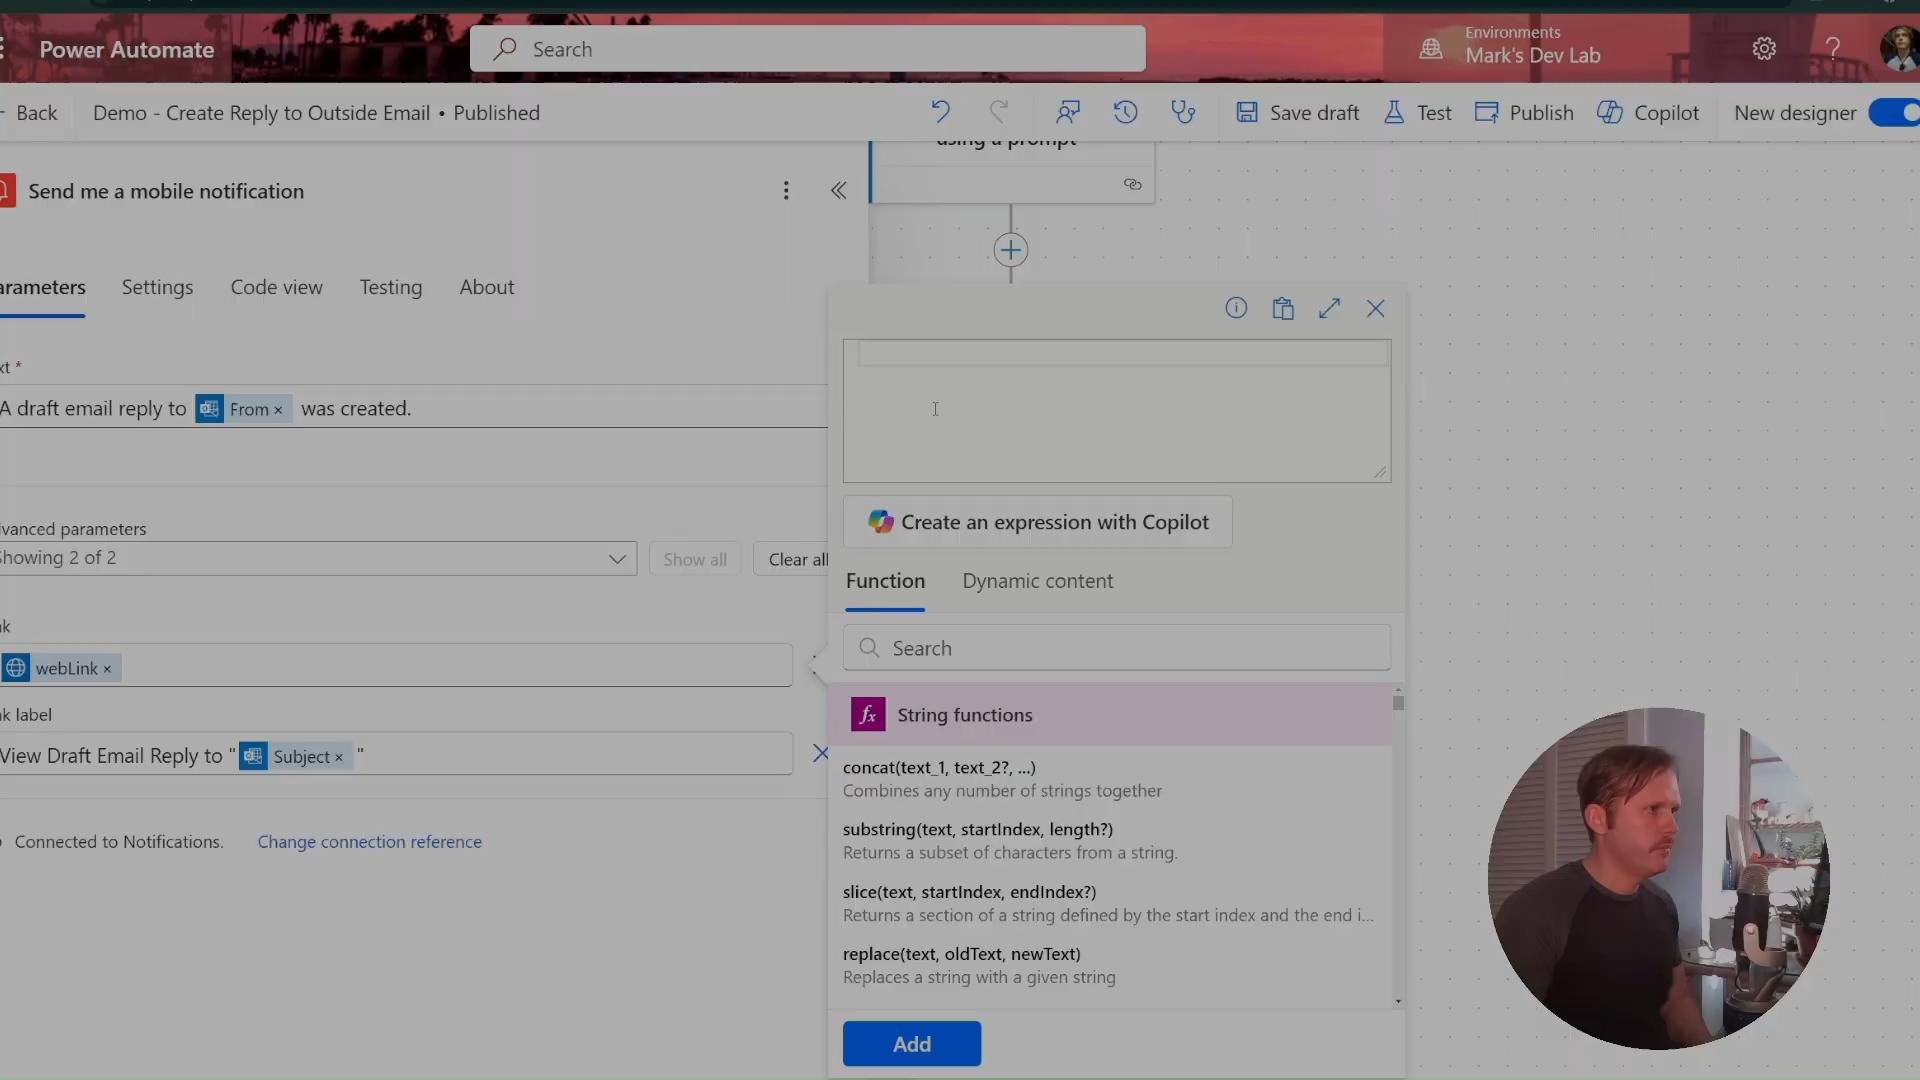 Power Automate
Search
Environments
Mark's Dev Lab
Back
Demo - Create Reply to Outside Email • Published
Save draft
Test
Publish
Copilot
New designer
using a prompt
Send me a mobile notification
arameters
Settings
Code view
Testing
About
xt *
A draft email reply to From × was created.
dvanced parameters
Showing 2 of 2
Show all
Clear all
nk
webLink ×
nk label
View Draft Email Reply to " Subject × "
Connected to Notifications.
Change connection reference
Create an expression with Copilot
Function
Dynamic content
Search
fx String functions
concat(text_1, text_2?, ...)
Combines any number of strings together
substring(text, startIndex, length?)
Returns a subset of characters from a string.
slice(text, startIndex, endIndex?)
Returns a section of a string defined by the start index and the end i...
replace(text, oldText, newText)
Replaces a string with a given string
Add